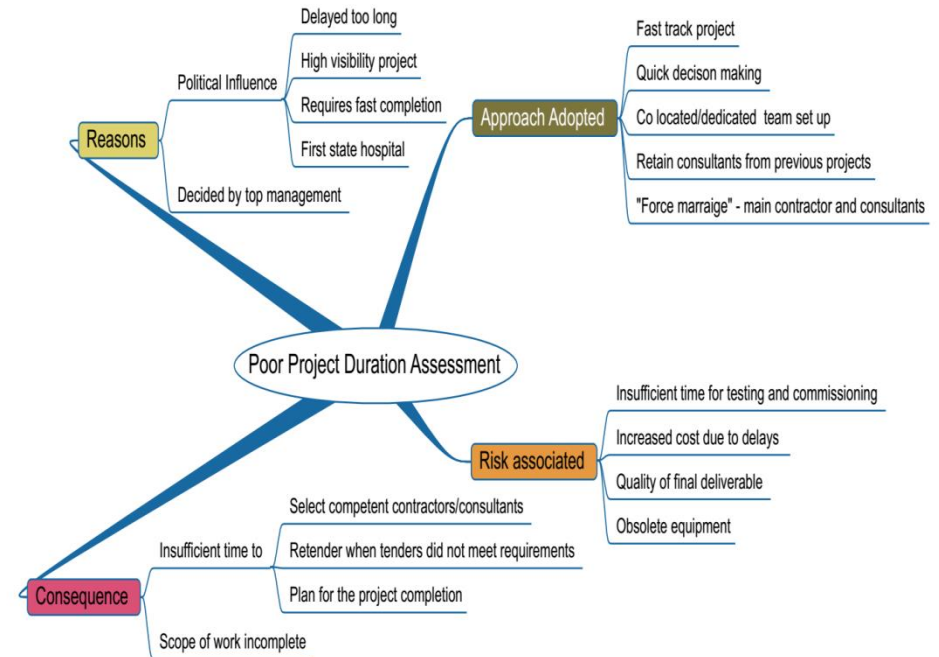 Delayed too long
High visibility project
Political Influence
Requires fast completion
First state hospital
Reasons
Decided by top management
Fast track project
Quick decison making
Approach Adopted
Co located/dedicated team set up
Retain consultants from previous projects
"Force marraige" - main contractor and consultants
Poor Project Duration Assessment
Insufficient time for testing and commissioning
Increased cost due to delays
Risk associated
Quality of final deliverable
Obsolete equipment
Select competent contractors/consultants
Insufficient time to
Retender when tenders did not meet requirements
Plan for the project completion
Consequence
Scope of work incomplete